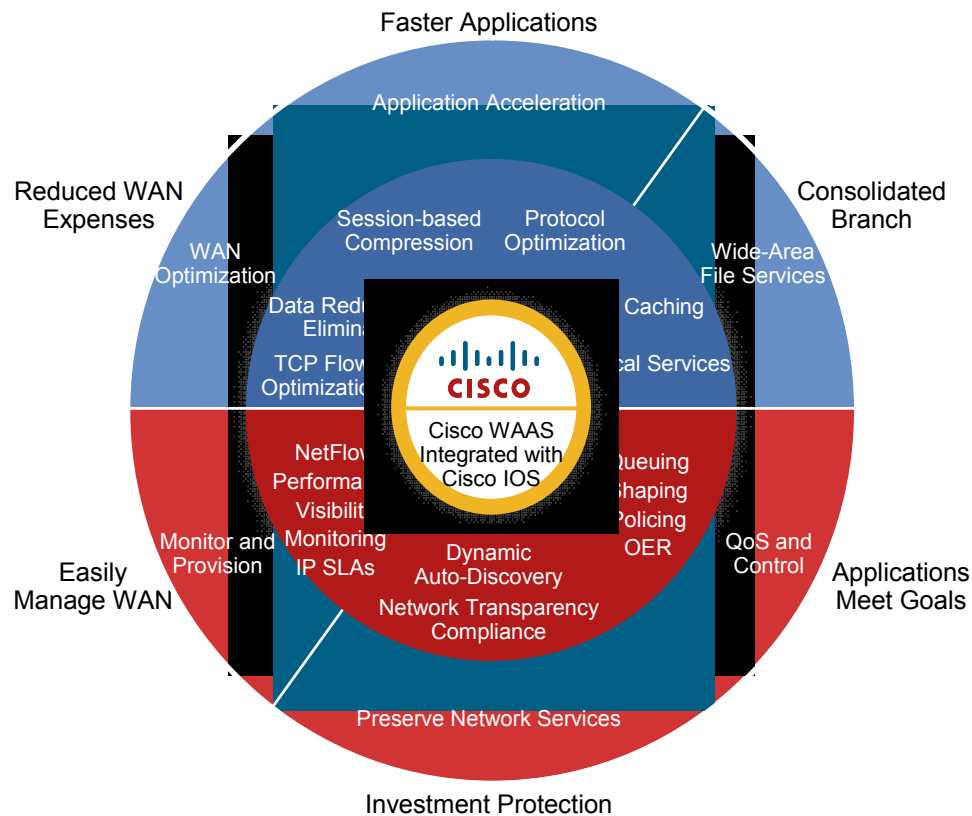 Faster Applications
Application Acceleration
Reduced WAN
Expenses
Consolidated
Branch
Session-based
Compression
Protocol
Optimization
WAN
Optimization
Wide-Area
File Services
Data
Caching
TCP
Services
CISCO
Cisco WAAS
Integrated with
Cisco IOS
Monitoring
IP SLAs
OER
Dynamic
Auto-Discovery
Network Transparency
Compliance
Monitor and
Provision
QoS and
Control
Easily
Manage WAN
Applications
Meet Goals
Preserve Network Services
Investment Protection